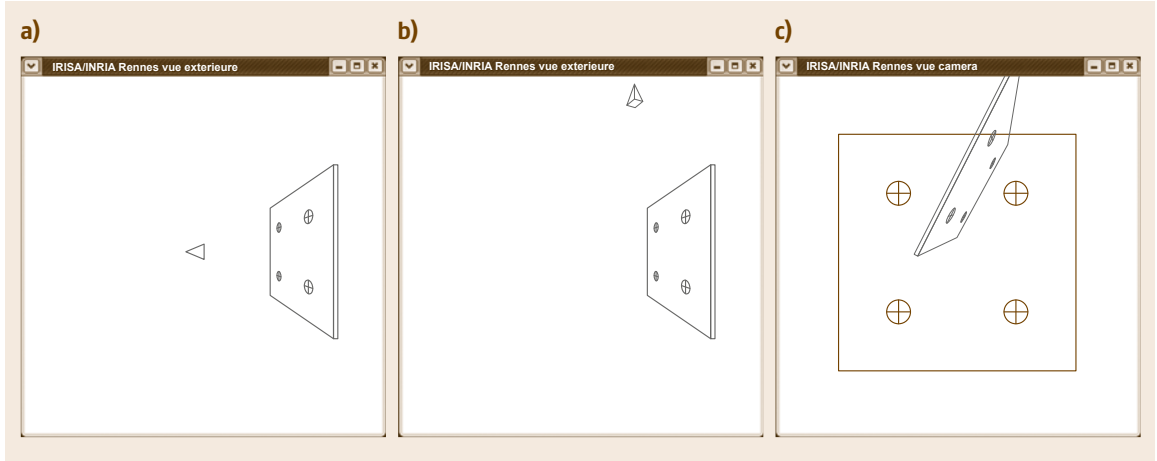 a)
b)
c)
IRISA/INRIA Rennes vue exterieure
IRISA/INRIA Rennes vue exterieure
IRISA/INRIA Rennes vue camera